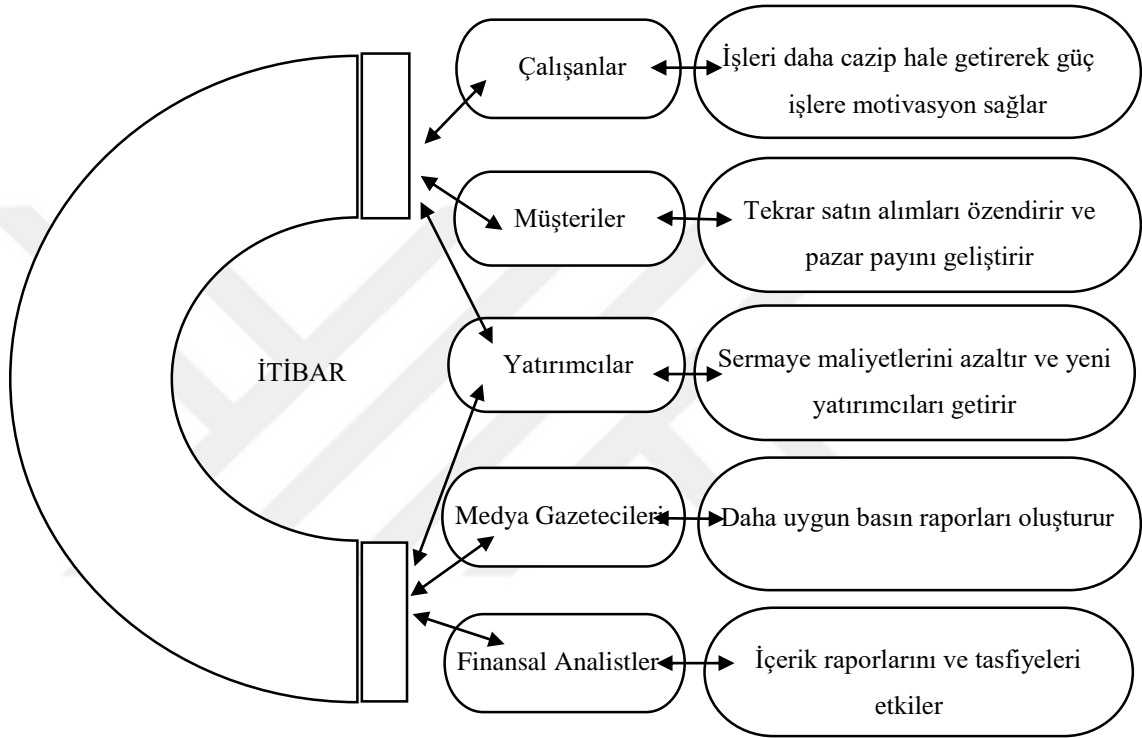 Çalışanlar
İşleri daha cazip hale getirerek güç
işlere motivasyon sağlar
Müşteriler
Tekrar satın alımları özendirir ve
pazar payını geliştirir
İTİBAR
Yatırımcılar
Sermaye maliyetlerini azaltır ve yeni
yatırımcıları getirir
Medya Gazetecileri
Daha uygun basın raporları oluşturur
Finansal Analistler
İçerik raporlarını ve tasfiyeleri
etkiler